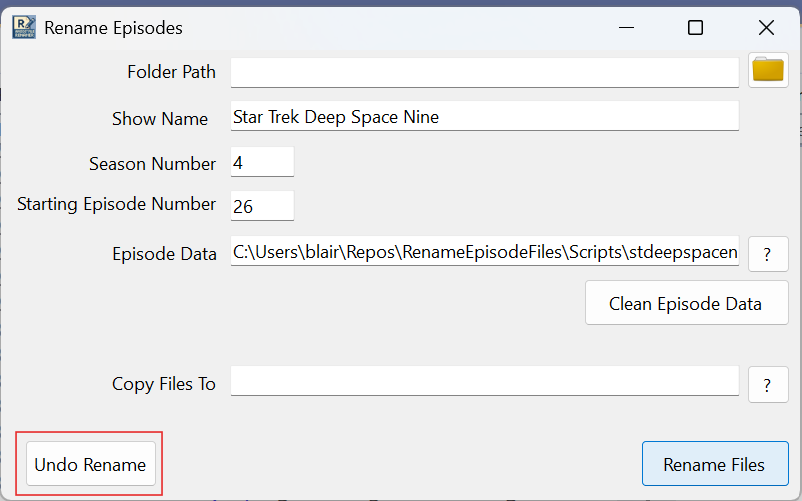 Rename Episodes
Folder Path
Show Name Star Trek Deep Space Nine
Season Number 4
Starting Episode Number 26
Episode Data C:\Users\blair\Repos\RenameEpisodeFiles\Scripts\stdeepspacen ?
Clean Episode Data
Copy Files To ?
Undo Rename Rename Files